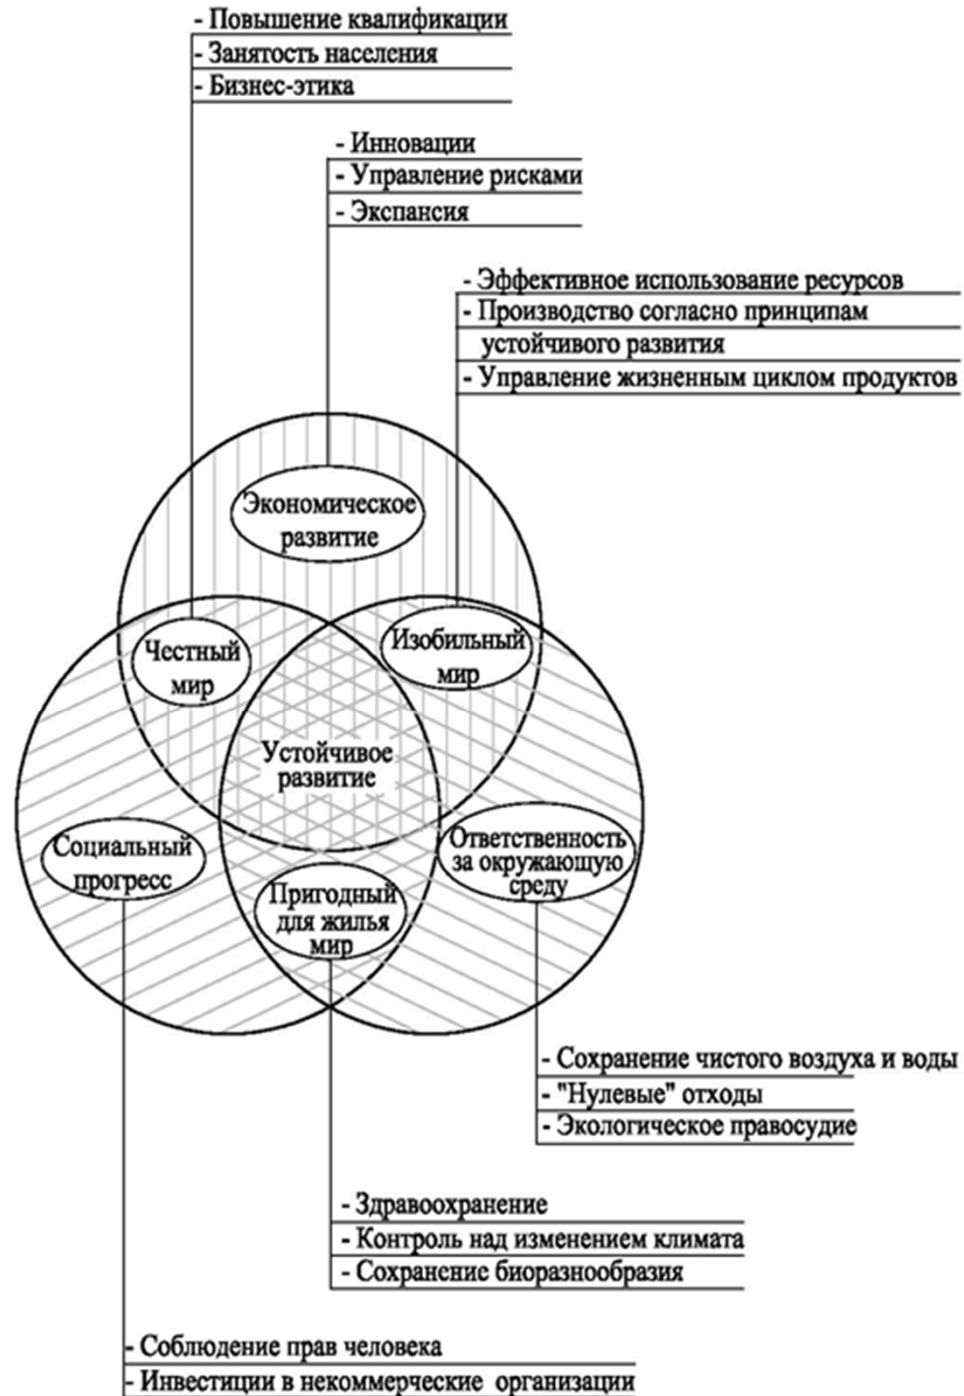 - Повышение квалификации
- Занятость населения
- Бизнес-этика
- Инновации
- Управление рисками
- Экспансия
- Эффективное использование ресурсов
- Производство согласно принципам
устойчивого развития
- Управление жизненным циклом продуктов
Экономическое
развитие
Честный
мир
Изобильный
мир
Устойчивое
развитие
Социальный
прогресс
Ответственность
за окружающую
среду
Пригодный
для жилья
мир
- Сохранение чистого воздуха и воды
- "Нулевые" отходы
- Экологическое правосудие
- Здравоохранение
- Контроль над изменением климата
- Сохранение биоразнообразия
- Соблюдение прав человека
- Инвестиции в некоммерческие организации